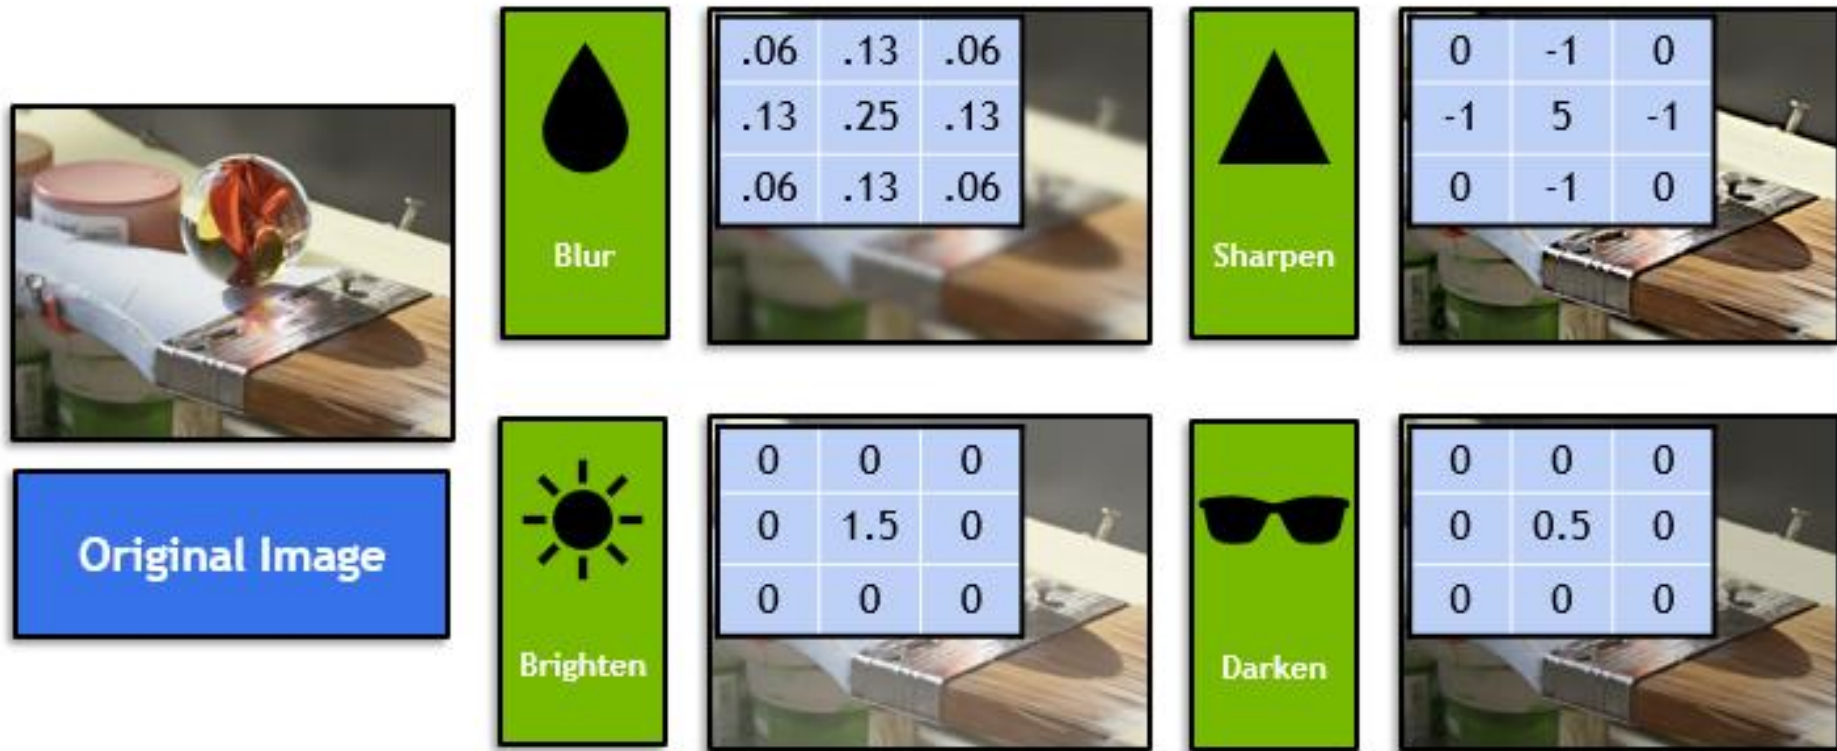 .06 .13 .06
.13 .25 .13
.06 .13 .06
Blur
0 -1 0
-1 5 -1
0 -1 0
Sharpen
Original Image
0 0 0
0 1.5 0
0 0 0
Brighten
0 0 0
0 0.5 0
0 0 0
Darken